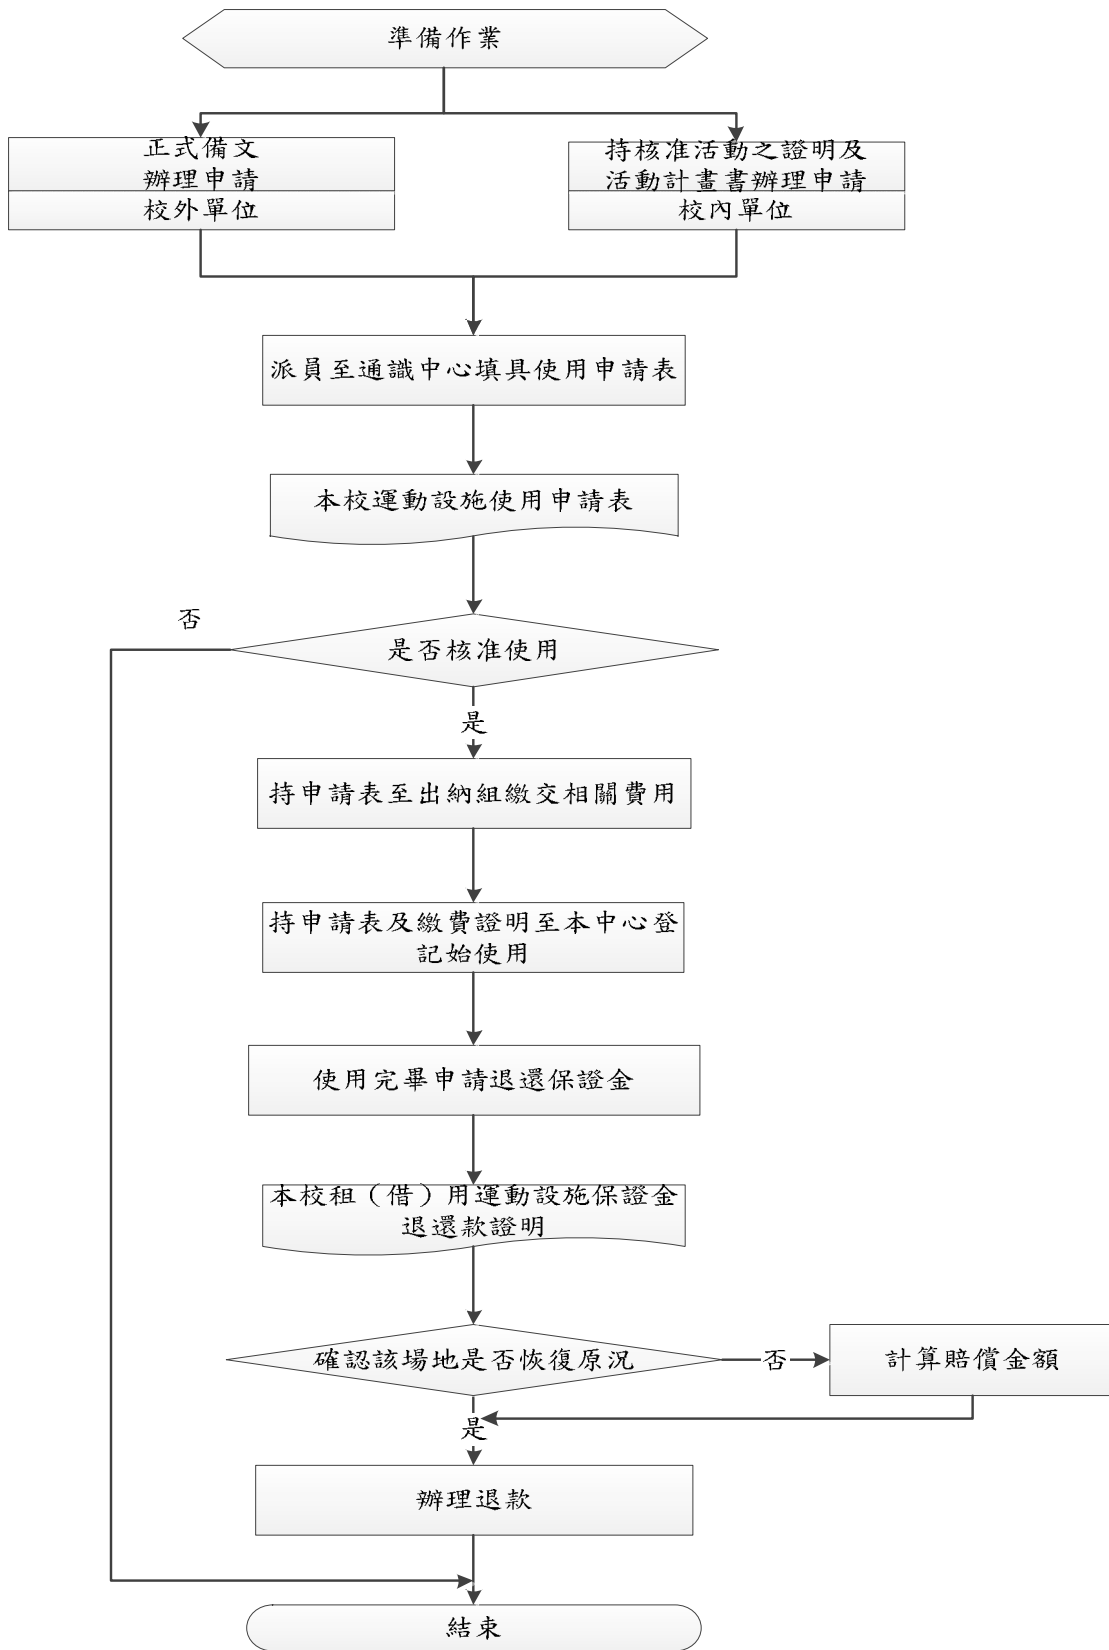 準備作業
正式備文
辦理申請
校外單位
持核准活動之證明及
活動計畫書辦理申請
校內單位
派員至通識中心填具使用申請表
本校運動設施使用申請表
否
是否核准使用
是
持申請表至出納組繳交相關費用
持申請表及繳費證明至本中心登
記始使用
使用完畢申請退還保證金
本校租（借）用運動設施保證金
退還款證明
確認該場地是否恢復原況
否
計算賠償金額
是
辦理退款
結束